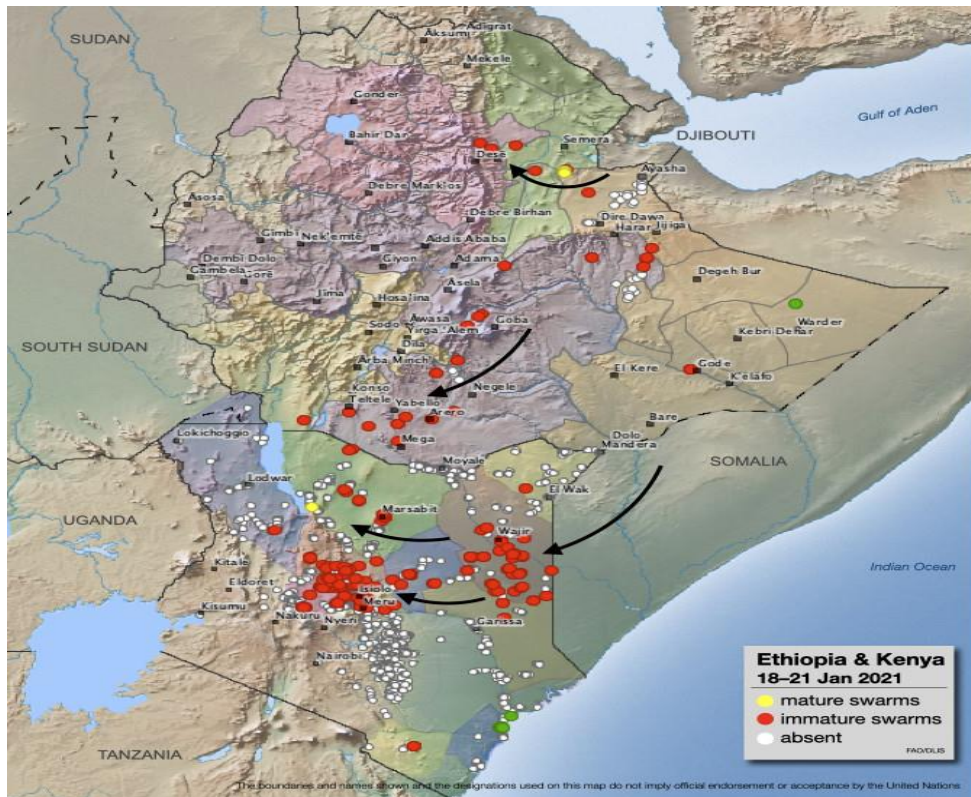 SUDAN
Adigrat
Aksum
Mekele
Gonder
Gulf of Aden
Bahir Dar
Semera
DJIBOUTI
Dese
Ayasha
Debre Markos
Asosa
Debre Birhan
Dire Dawa
Harar Jijiga
Gimbi
Nek'emte
Addis Ababa
Dembi Dolo
Giyon
Adama
Gambela
Gore
Degeh Bur
Asela
Jima
Hosaina
Warder
Awasa
Goba
Sodo
Yirga 'Alem
Kebri Dehar
SOUTH SUDAN
Dila
Arba Minch
El Kere
Gode
K'elafo
Konso
Negele
Teltele
Yabello
Arero
Bare
Lokichoggio
Mega
Dolo
Mandera
Moyale
SOMALIA
Lodwar
El Wak
Marsabit
UGANDA
Wajir
Indian Ocean
Kitale
Eldoret
Isiolo
Kisumu
Meru
Nakuru
Nyeri
Garissa
Nairobi
TANZANIA
Ethiopia & Kenya
18–21 Jan 2021
mature swarms
immature swarms
absent
FAO/DLIS
The boundaries and names shown and the designations used on this map do not imply official endorsement or acceptance by the United Nations